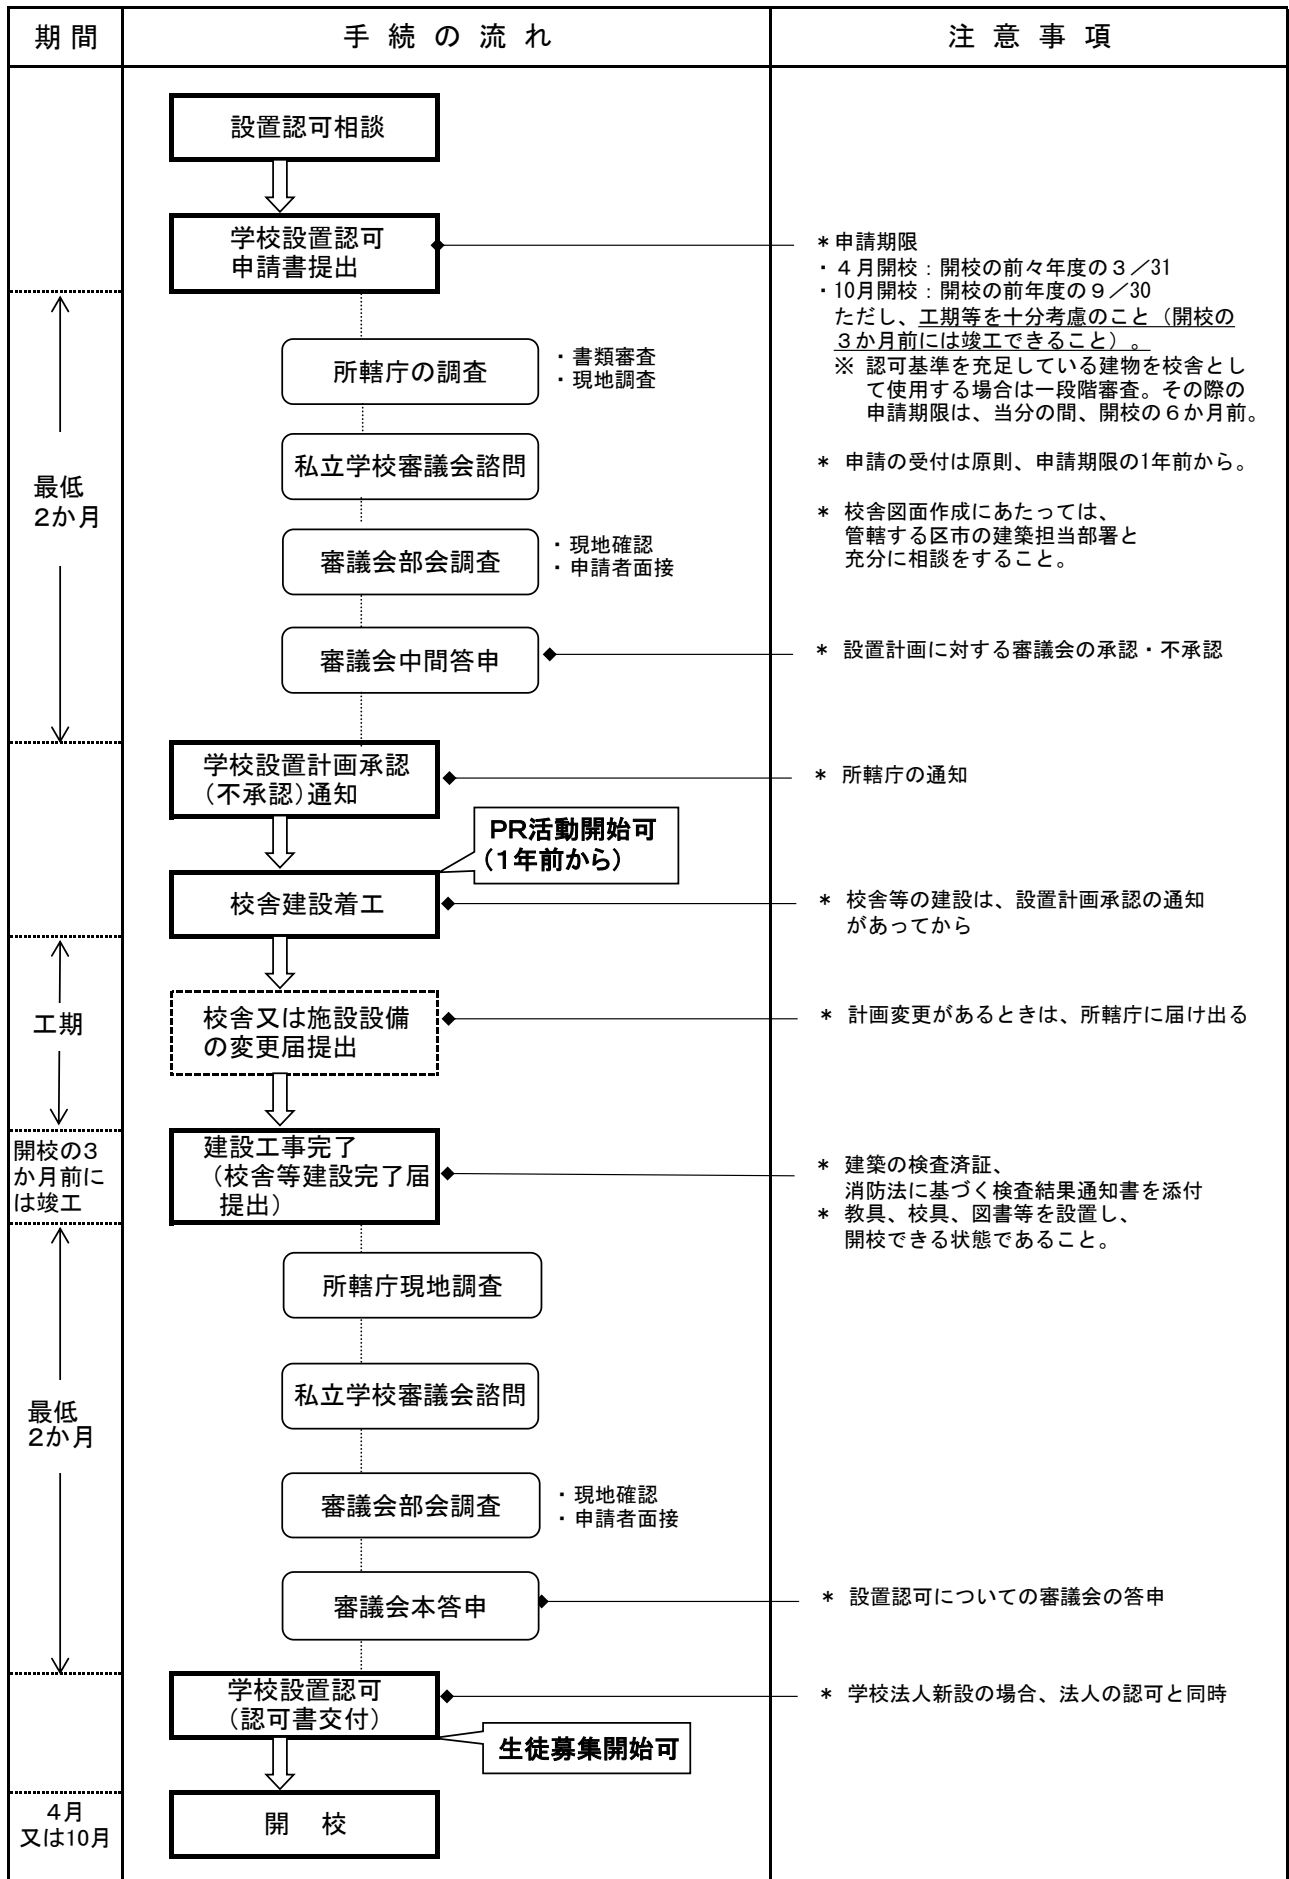 期 間
手 続 の 流 れ
注 意 事 項
設置認可相談
学校設置認可
申請書提出
＊申請期限
・４月開校：開校の前々年度の３／31
・10月開校：開校の前年度の９／30
ただし、工期等を十分考慮のこと（開校の
３か月前には竣工できること）。
※ 認可基準を充足している建物を校舎とし
て使用する場合は一段階審査。その際の
申請期限は、当分の間、開校の６か月前。
所轄庁の調査
・書類審査
・現地調査
私立学校審議会諮問
＊ 申請の受付は原則、申請期限の1年前から。
最低
２か月
＊ 校舎図面作成にあたっては、
管轄する区市の建築担当部署と
充分に相談をすること。
審議会部会調査
・現地確認
・申請者面接
審議会中間答申
＊ 設置計画に対する審議会の承認・不承認
学校設置計画承認
（不承認）通知
＊ 所轄庁の通知
PR活動開始可
（１年前から）
校舎建設着工
＊ 校舎等の建設は、設置計画承認の通知
があってから
工期
校舎又は施設設備
の変更届提出
＊ 計画変更があるときは、所轄庁に届け出る
開校の３
か月前に
は竣工
建設工事完了
（校舎等建設完了届
提出）
＊ 建築の検査済証、
消防法に基づく検査結果通知書を添付
＊ 教具、校具、図書等を設置し、
開校できる状態であること。
所轄庁現地調査
私立学校審議会諮問
最低
２か月
審議会部会調査
・現地確認
・申請者面接
審議会本答申
＊ 設置認可についての審議会の答申
学校設置認可
（認可書交付）
＊ 学校法人新設の場合、法人の認可と同時
生徒募集開始可
４月
又は10月
開 校